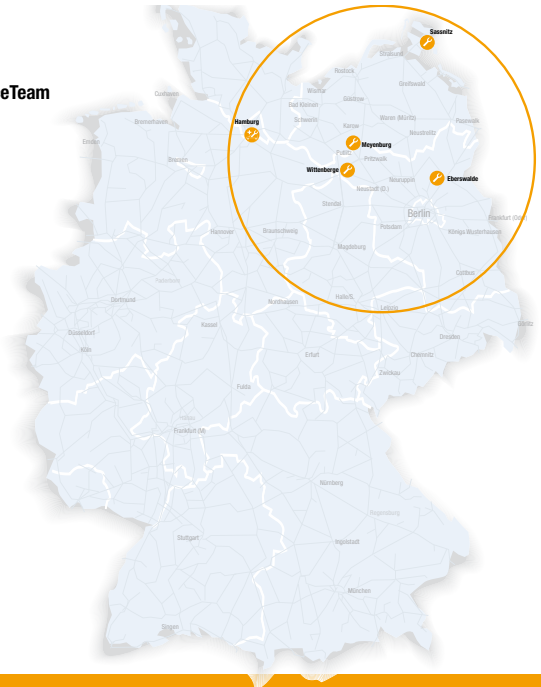 Sassnitz
Stralsund
Rostock
Greifswald
eTeam
Cuxhaven
Wismar
Bad Kleinen
Güstrow
Waren (Müritz)
Schwerin
Pasewalk
Bremerhaven
Hamburg
Karow
Neustrelitz
Emden
Meyenburg
Putlitz
Pritzwalk
Bremen
Wittenberge
Neuruppin
Eberswalde
Neustadt (D.)
Stendal
Berlin
Frankfurt (Oder)
Hannover
Braunschweig
Potsdam
Königs Wusterhausen
Magdeburg
Cottbus
Paderborn
Dortmund
Nordhausen
Halle/S.
Leipzig
Görlitz
Düsseldorf
Kassel
Dresden
Köln
Erfurt
Chemnitz
Zwickau
Fulda
Hanau
Frankfurt (M)
Nürnberg
Regensburg
Stuttgart
Ingolstadt
München
Singen